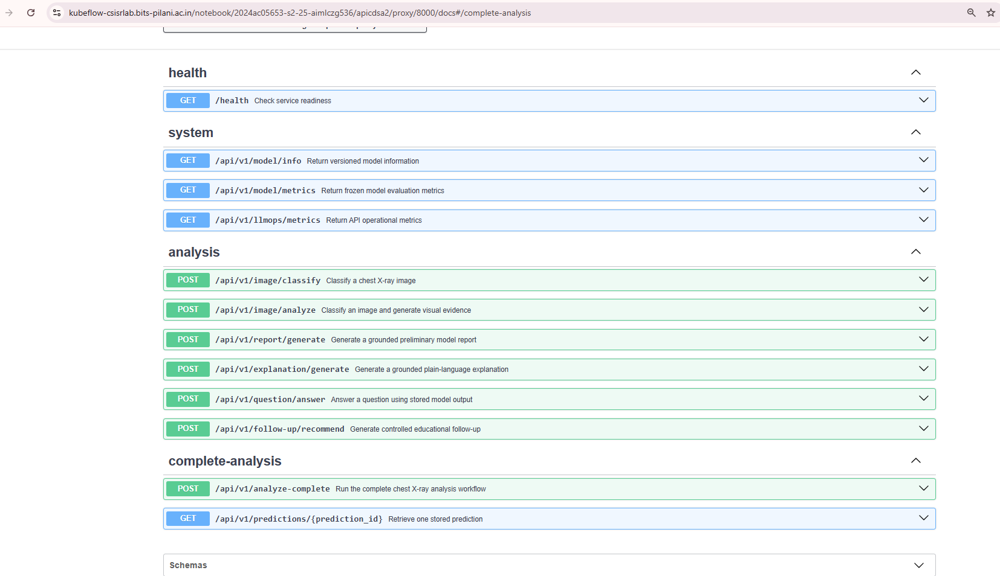 kubeflow-csisrlab.bits-pilani.ac.in/notebook/2024ac05653-s2-25-aimlczg536/apicdsa2/proxy/8000/docs#/complete-analysis
health
GET /health Check service readiness
system
GET /api/v1/model/info Return versioned model information
GET /api/v1/model/metrics Return frozen model evaluation metrics
GET /api/v1/llmops/metrics Return API operational metrics
analysis
POST /api/v1/image/classify Classify a chest X-ray image
POST /api/v1/image/analyze Classify an image and generate visual evidence
POST /api/v1/report/generate Generate a grounded preliminary model report
POST /api/v1/explanation/generate Generate a grounded plain-language explanation
POST /api/v1/question/answer Answer a question using stored model output
POST /api/v1/follow-up/recommend Generate controlled educational follow-up
complete-analysis
POST /api/v1/analyze-complete Run the complete chest X-ray analysis workflow
GET /api/v1/predictions/{prediction_id} Retrieve one stored prediction
Schemas